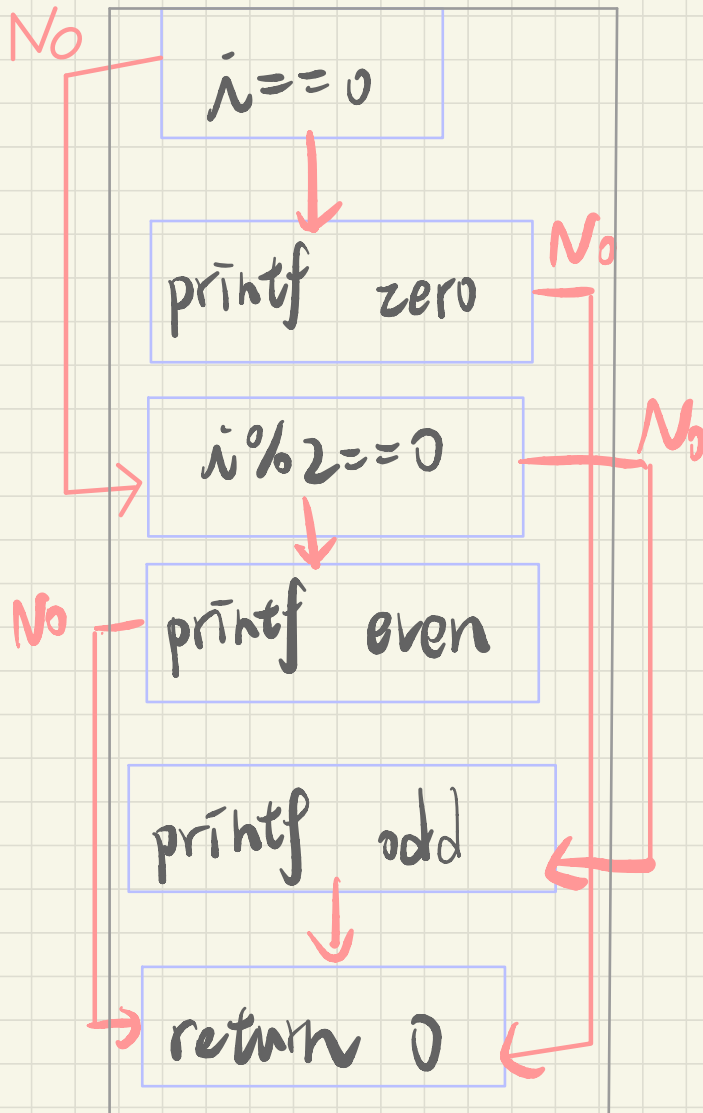 No
i==0
printf zero
No
i%2==0
No
printf even
No
printf odd
return 0